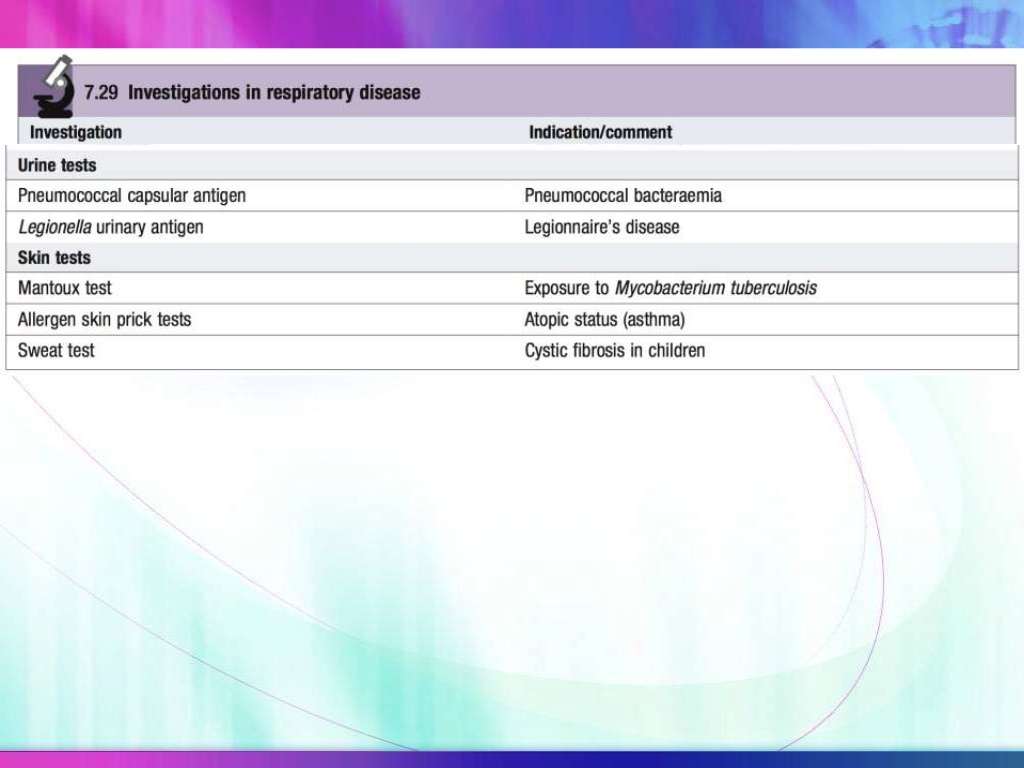 7.29 Investigations in respiratory disease
Investigation Indication/comment
Urine tests
Pneumococcal capsular antigen Pneumococcal bacteraemia
Legionella urinary antigen Legionnaire's disease
Skin tests
Mantoux test Exposure to Mycobacterium tuberculosis
Allergen skin prick tests Atopic status (asthma)
Sweat test Cystic fibrosis in children